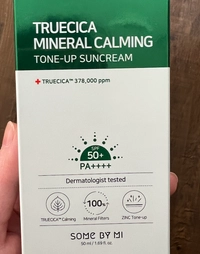 TRUECICA
MINERAL CALMING
TONE-UP SUNCREAM
TRUECICA™ 378,000 ppm
SPF
50+
PA++++
Dermatologist tested
100%
TRUECICA™ Calming
Mineral Filters
ZINC Tone-up
SOME BY MI
50 ml / 1.69 fl. oz